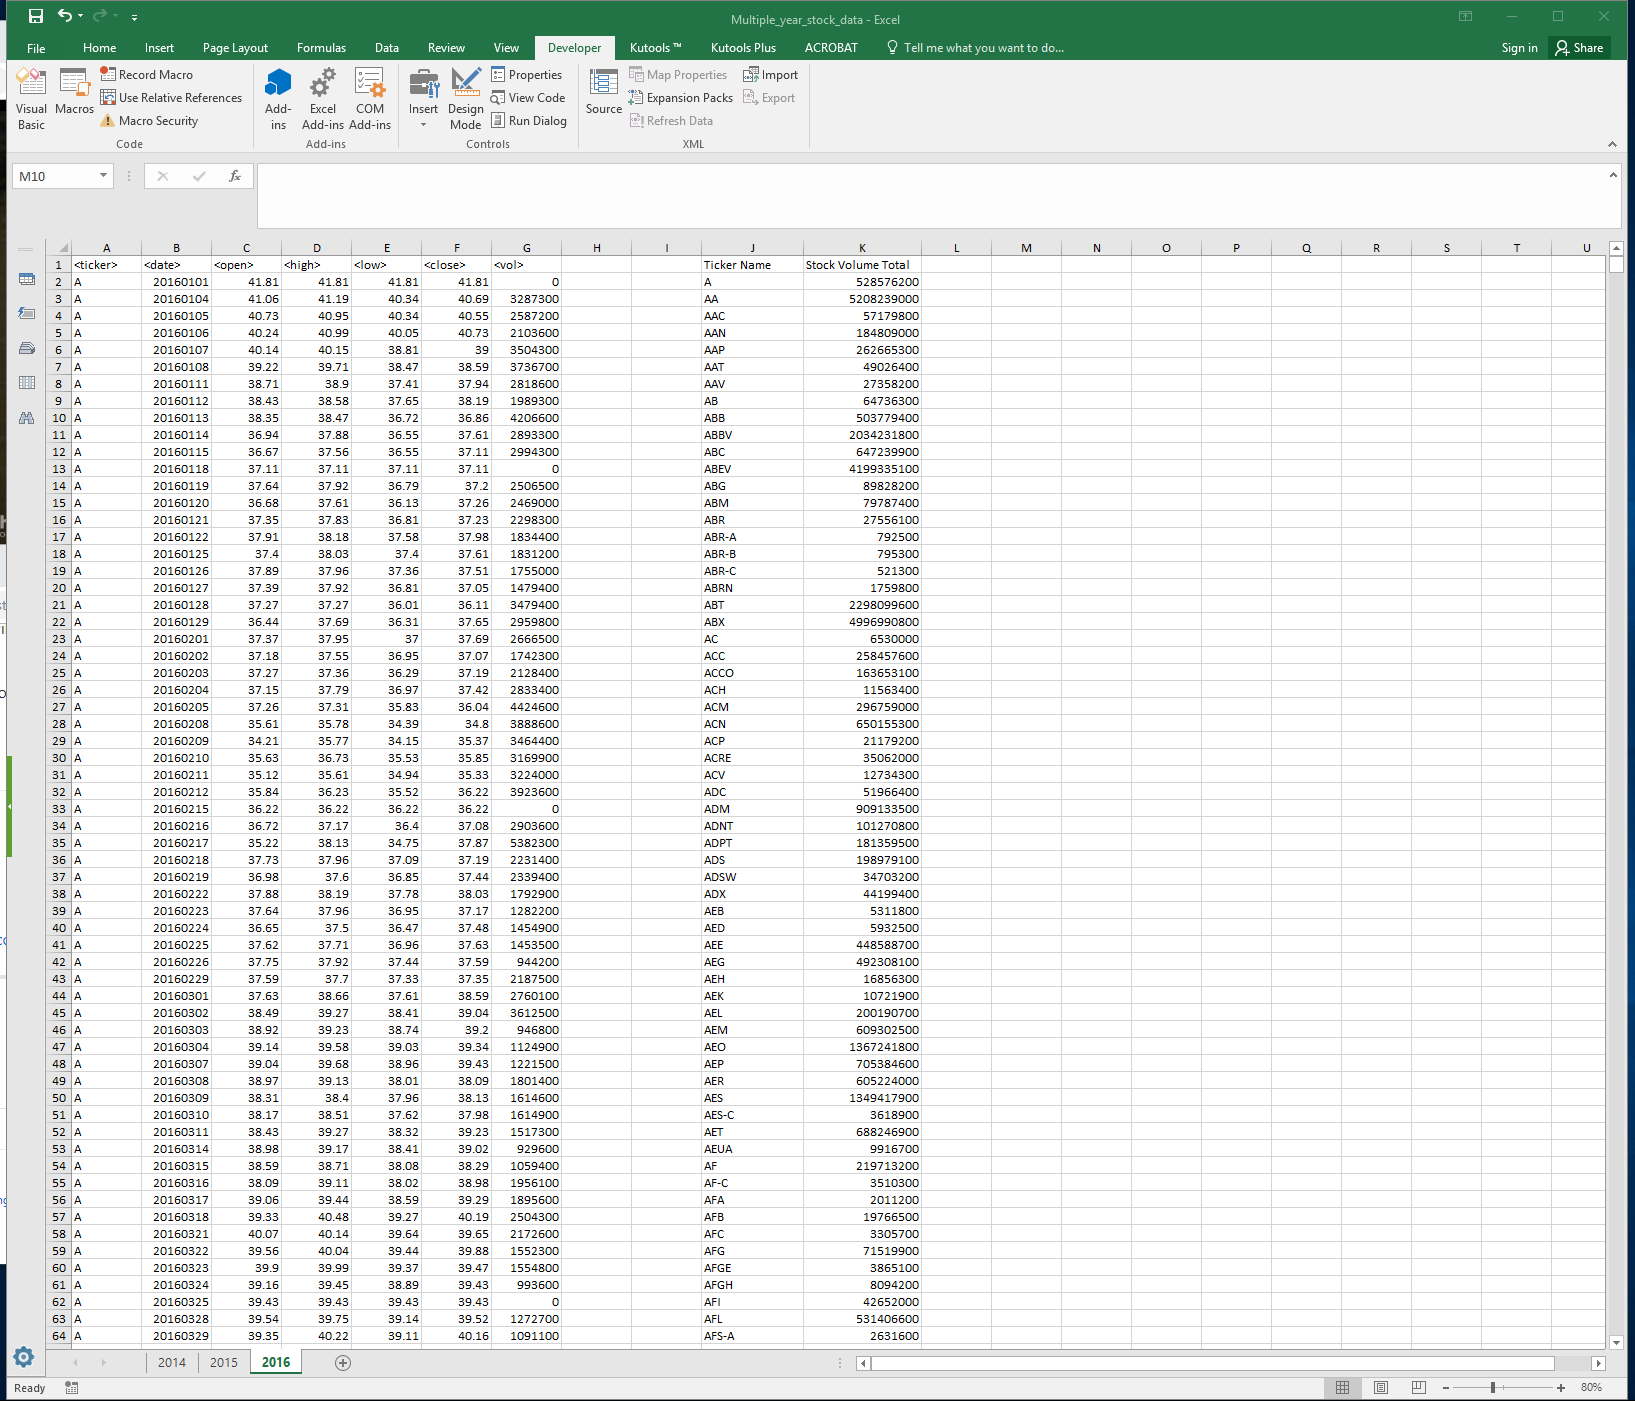 Multiple_year_stock_data - Excel
File Home Insert Page Layout Formulas Data Review View Developer Kutools ™ Kutools Plus ACROBAT Tell me what you want to do... Sign in Share
Visual Basic Macros Record Macro Use Relative References Macro Security Add-ins Excel Add-ins COM Add-ins Insert Design Mode Properties View Code Run Dialog Source Map Properties Expansion Packs Refresh Data Import Export
Code Add-ins Controls XML
M10 fx
A B C D E F G H I J K L M N O P Q R S T U
1 <ticker> <date> <open> <high> <low> <close> <vol> Ticker Name Stock Volume Total
2 A 20160101 41.81 41.81 41.81 41.81 0 A 528576200
3 A 20160104 41.06 41.19 40.34 40.69 3287300 AA 5208239000
4 A 20160105 40.73 40.95 40.34 40.55 2587200 AAC 57179800
5 A 20160106 40.24 40.99 40.05 40.73 2103600 AAN 184809000
6 A 20160107 40.14 40.15 38.81 39 3504300 AAP 262665300
7 A 20160108 39.22 39.71 38.47 38.59 3736700 AAT 49026400
8 A 20160111 38.71 38.9 37.41 37.94 2818600 AAV 27358200
9 A 20160112 38.43 38.58 37.65 38.19 1989300 AB 64736300
10 A 20160113 38.35 38.47 36.72 36.86 4206600 ABB 503779400
11 A 20160114 36.94 37.88 36.55 37.61 2893300 ABBV 2034231800
12 A 20160115 36.67 37.56 36.55 37.11 2994300 ABC 647239900
13 A 20160118 37.11 37.11 37.11 37.11 0 ABEV 4199335100
14 A 20160119 37.64 37.92 36.79 37.2 2506500 ABG 89828200
15 A 20160120 36.68 37.61 36.13 37.26 2469000 ABM 79787400
16 A 20160121 37.35 37.83 36.81 37.23 2298300 ABR 27556100
17 A 20160122 37.91 38.18 37.58 37.98 1834400 ABR-A 792500
18 A 20160125 37.4 38.03 37.4 37.61 1831200 ABR-B 795300
19 A 20160126 37.89 37.96 37.36 37.51 1755000 ABR-C 521300
20 A 20160127 37.39 37.92 36.81 37.05 1479400 ABRN 1759800
21 A 20160128 37.27 37.27 36.01 36.11 3479400 ABT 2298099600
22 A 20160129 36.44 37.69 36.31 37.65 2959800 ABX 4996990800
23 A 20160201 37.37 37.95 37 37.69 2666500 AC 6530000
24 A 20160202 37.18 37.55 36.95 37.07 1742300 ACC 258457600
25 A 20160203 37.27 37.36 36.29 37.19 2128400 ACCO 163653100
26 A 20160204 37.15 37.79 36.97 37.42 2833400 ACH 11563400
27 A 20160205 37.26 37.31 35.83 36.04 4424600 ACM 296759000
28 A 20160208 35.61 35.78 34.39 34.8 3888600 ACN 650155300
29 A 20160209 34.21 35.77 34.15 35.37 3464400 ACP 21179200
30 A 20160210 35.63 36.73 35.53 35.85 3169900 ACRE 35062000
31 A 20160211 35.12 35.61 34.94 35.33 3224000 ACV 12734300
32 A 20160212 35.84 36.23 35.52 36.22 3923600 ADC 51966400
33 A 20160215 36.22 36.22 36.22 36.22 0 ADM 909133500
34 A 20160216 36.72 37.17 36.4 37.08 2903600 ADNT 101270800
35 A 20160217 35.22 38.13 34.75 37.87 5382300 ADPT 181359500
36 A 20160218 37.73 37.96 37.09 37.19 2231400 ADS 198979100
37 A 20160219 36.98 37.6 36.85 37.44 2339400 ADSW 34703200
38 A 20160222 37.88 38.19 37.78 38.03 1792900 ADX 44199400
39 A 20160223 37.64 37.96 36.95 37.17 1282200 AEB 5311800
40 A 20160224 36.65 37.5 36.47 37.48 1454900 AED 5932500
41 A 20160225 37.62 37.71 36.96 37.63 1453500 AEE 448588700
42 A 20160226 37.75 37.92 37.44 37.59 944200 AEG 492308100
43 A 20160229 37.59 37.7 37.33 37.35 2187500 AEH 16856300
44 A 20160301 37.63 38.66 37.61 38.59 2760100 AEK 10721900
45 A 20160302 38.49 39.27 38.41 39.04 3612500 AEL 200190700
46 A 20160303 38.92 39.23 38.74 39.2 946800 AEM 609302500
47 A 20160304 39.14 39.58 39.03 39.34 1124900 AEO 1367241800
48 A 20160307 39.04 39.68 38.96 39.43 1221500 AEP 705384600
49 A 20160308 38.97 39.13 38.01 38.09 1801400 AER 605224000
50 A 20160309 38.31 38.4 37.96 38.13 1614600 AES 1349417900
51 A 20160310 38.17 38.51 37.62 37.98 1614900 AES-C 3618900
52 A 20160311 38.43 39.27 38.32 39.23 1517300 AET 688246900
53 A 20160314 38.98 39.17 38.41 39.02 929600 AEUA 9916700
54 A 20160315 38.59 38.71 38.08 38.29 1059400 AF 219713200
55 A 20160316 38.09 39.11 38.02 38.98 1956100 AF-C 3510300
56 A 20160317 39.06 39.44 38.59 39.29 1895600 AFA 2011200
57 A 20160318 39.33 40.48 39.27 40.19 2504300 AFB 19766500
58 A 20160321 40.07 40.14 39.64 39.65 2172600 AFC 3305700
59 A 20160322 39.56 40.04 39.44 39.88 1552300 AFG 71519900
60 A 20160323 39.9 39.99 39.37 39.47 1554800 AFGE 3865100
61 A 20160324 39.16 39.45 38.89 39.43 993600 AFGH 8094200
62 A 20160325 39.43 39.43 39.43 39.43 0 AFI 42652000
63 A 20160328 39.54 39.75 39.14 39.52 1272700 AFL 531406600
64 A 20160329 39.35 40.22 39.11 40.16 1091100 AFS-A 2631600
2014 2015 2016
Ready 80%